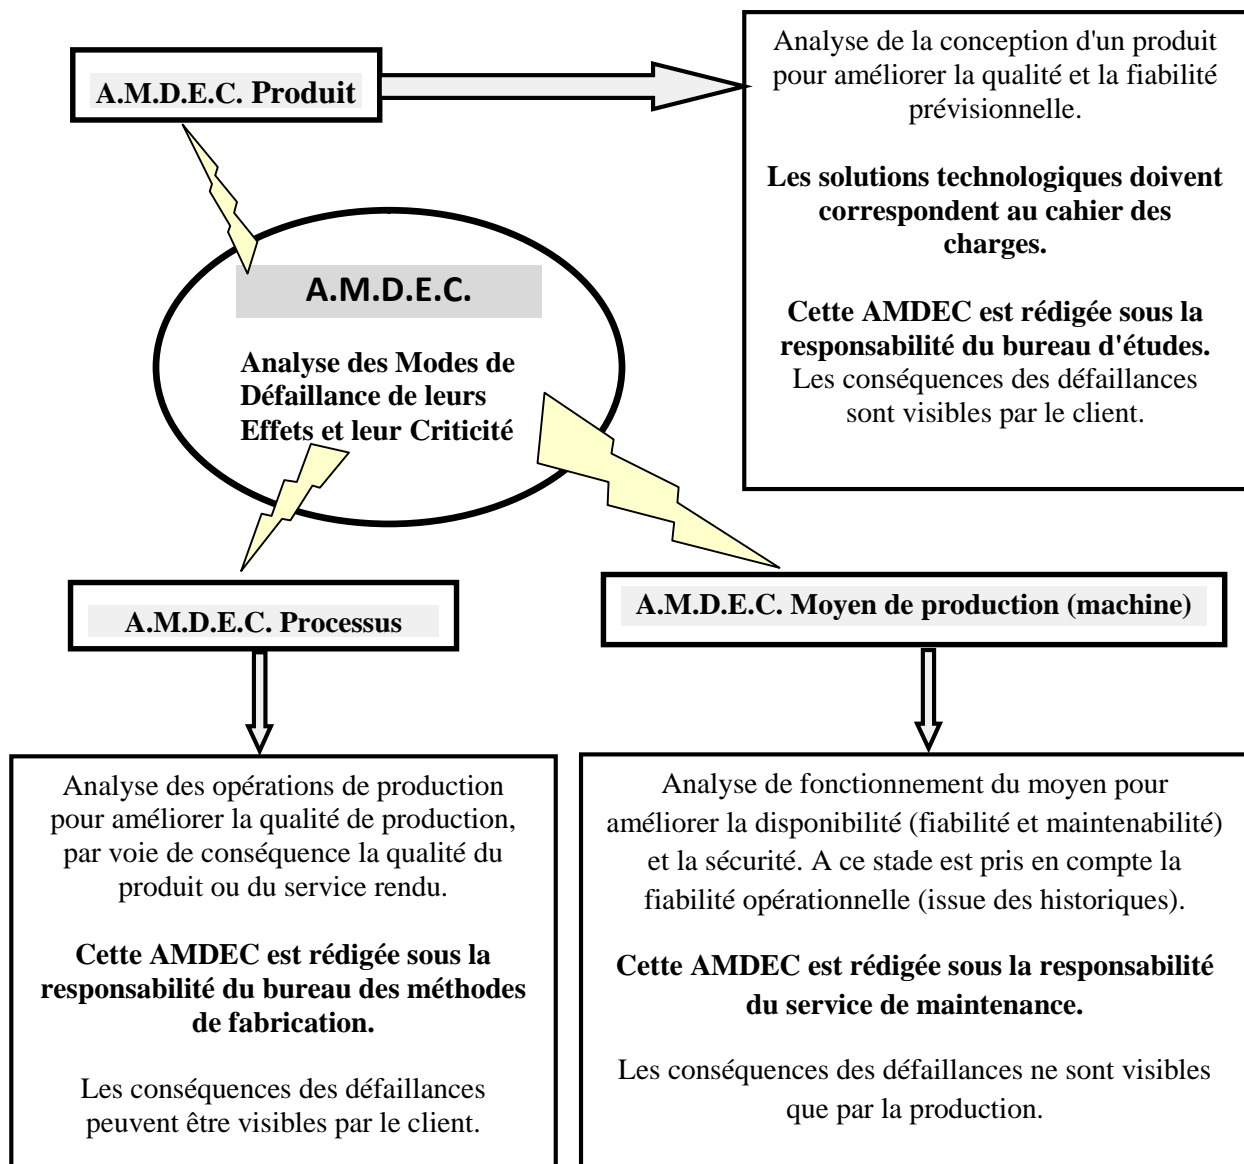 A.M.D.E.C. Produit
Analyse de la conception d'un produit
pour améliorer la qualité et la fiabilité
prévisionnelle.
Les solutions technologiques doivent
correspondent au cahier des
charges.
Cette AMDEC est rédigée sous la
responsabilité du bureau d'études.
Les conséquences des défaillances
sont visibles par le client.
A.M.D.E.C.
Analyse des Modes de
Défaillance de leurs
Effets et leur Criticité
A.M.D.E.C. Processus
A.M.D.E.C. Moyen de production (machine)
Analyse des opérations de production
pour améliorer la qualité de production,
par voie de conséquence la qualité du
produit ou du service rendu.
Cette AMDEC est rédigée sous la
responsabilité du bureau des méthodes
de fabrication.
Les conséquences des défaillances
peuvent être visibles par le client.
Analyse de fonctionnement du moyen pour
améliorer la disponibilité (fiabilité et maintenabilité)
et la sécurité. A ce stade est pris en compte la
fiabilité opérationnelle (issue des historiques).
Cette AMDEC est rédigée sous la responsabilité
du service de maintenance.
Les conséquences des défaillances ne sont visibles
que par la production.